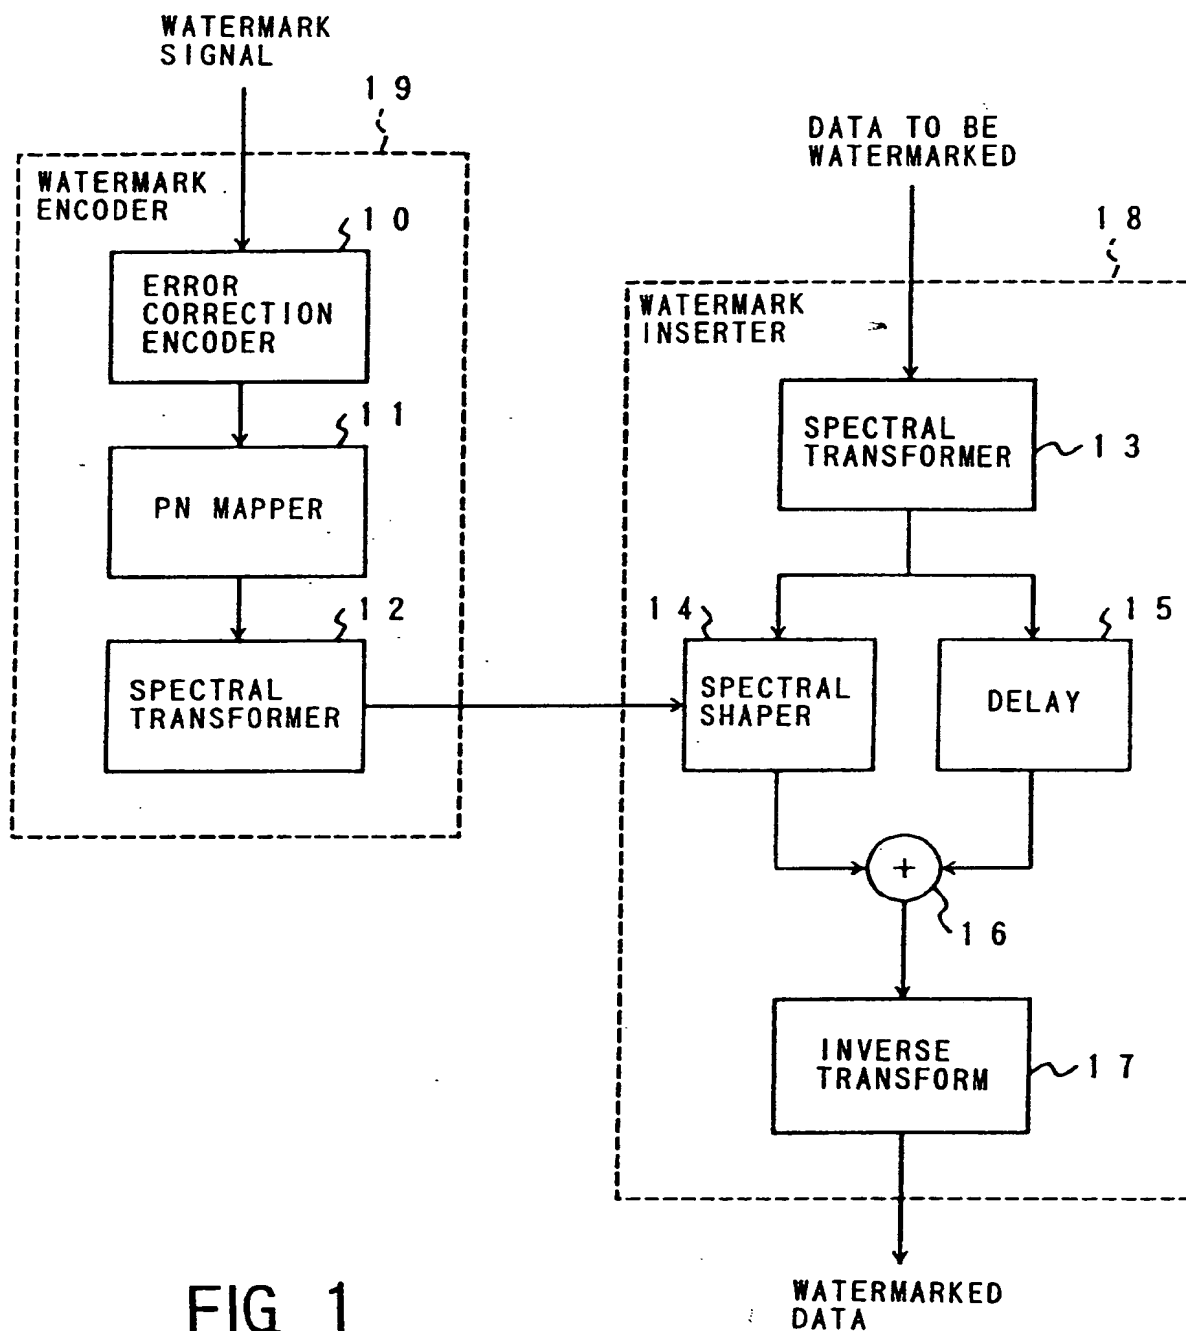 WATERMARK
SIGNAL
19
WATERMARK
ENCODER
10
ERROR
CORRECTION
ENCODER
11
PN MAPPER
12
SPECTRAL
TRANSFORMER
DATA TO BE
WATERMARKED
18
WATERMARK
INSERTER
SPECTRAL
TRANSFORMER
13
14
SPECTRAL
SHAPER
15
DELAY
+
16
INVERSE
TRANSFORM
17
WATERMARKED
DATA
FIG. 1